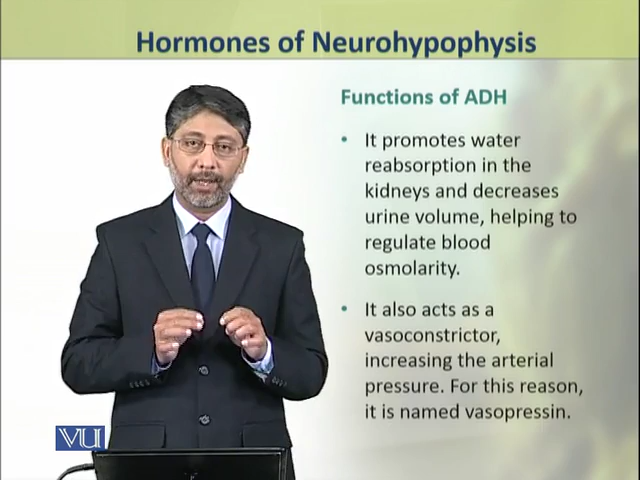 Hormones of Neurohypophysis
Functions of ADH
• It promotes water
reabsorption in the
kidneys and decreases
urine volume, helping to
regulate blood
osmolarity.
• It also acts as a
vasoconstrictor,
increasing the arterial
pressure. For this reason,
it is named vasopressin.
VU